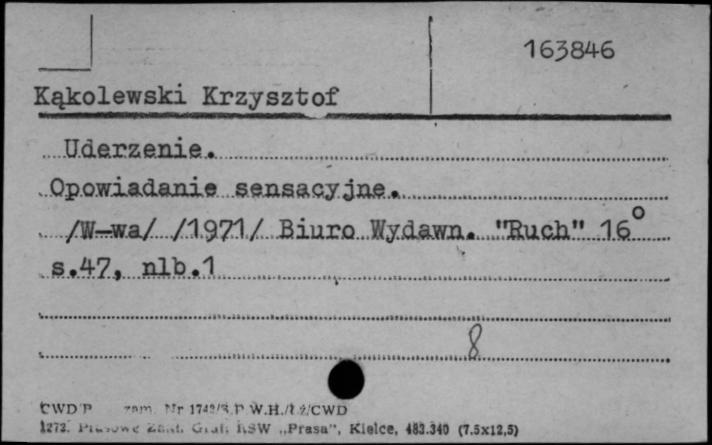 163846
Kąkolewski Krzysztof
Uderzenie.
Opowiadanie sensacyjne.
/W-wa/ /1971/ Biuro Wydawn. "Ruch" 16°
s.47, nlb.1
8
CWD P zam. Nr W.H. CWD
1272. Graf. RSW „Prasa", Kielce, 483.340 (7.5x12,5)